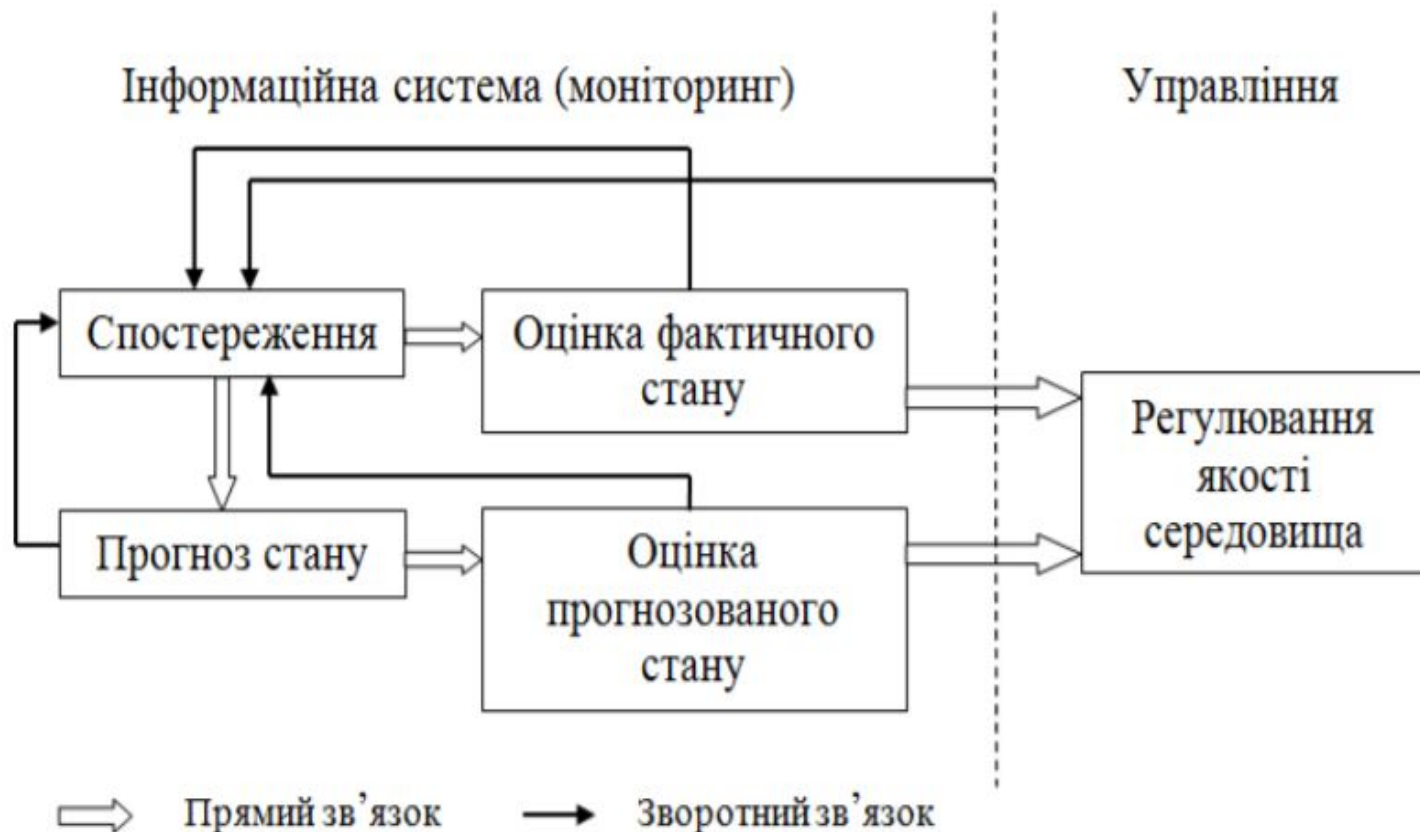 Інформаційна система (моніторинг)
Управління
Спостереження
Оцінка фактичного
стану
Регулювання
якості
середовища
Прогноз стану
Оцінка
прогнозованого
стану
Прямий зв’язок
Зворотний зв’язок